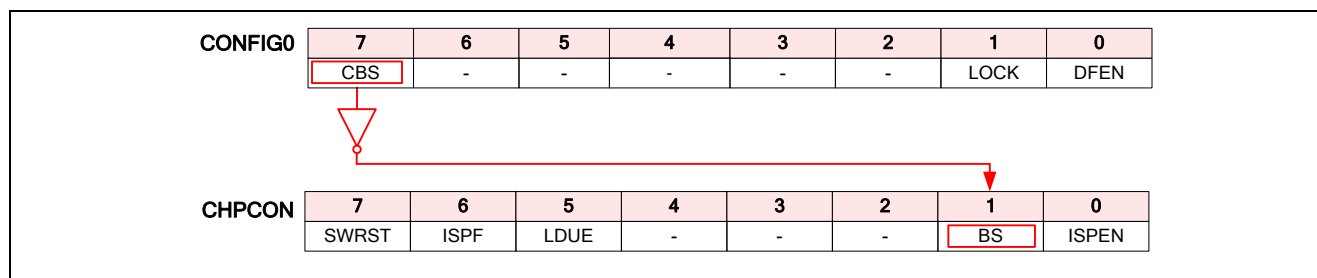 CONFIG0 7 6 5 4 3 2 1 0
CBS - - - - - LOCK DFEN
CHPCON 7 6 5 4 3 2 1 0
SWRST ISPF LDUE - - - BS ISPEN